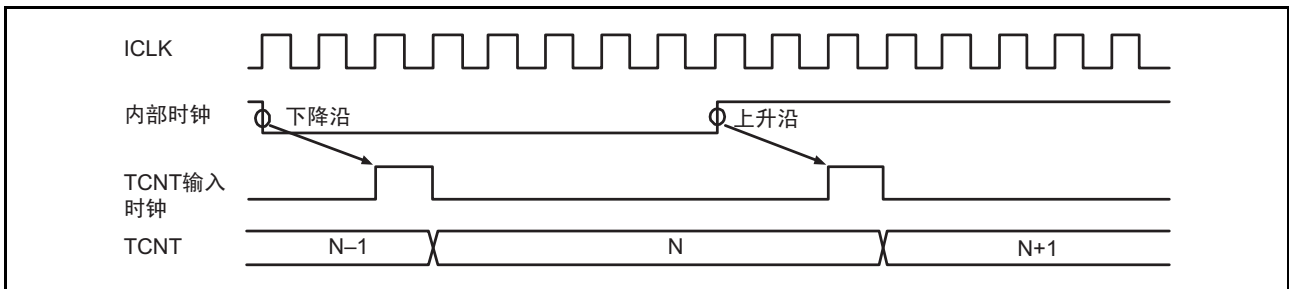 ICLK
内部时钟
下降沿
上升沿
TCNT输入
时钟
TCNT
N–1
N
N+1